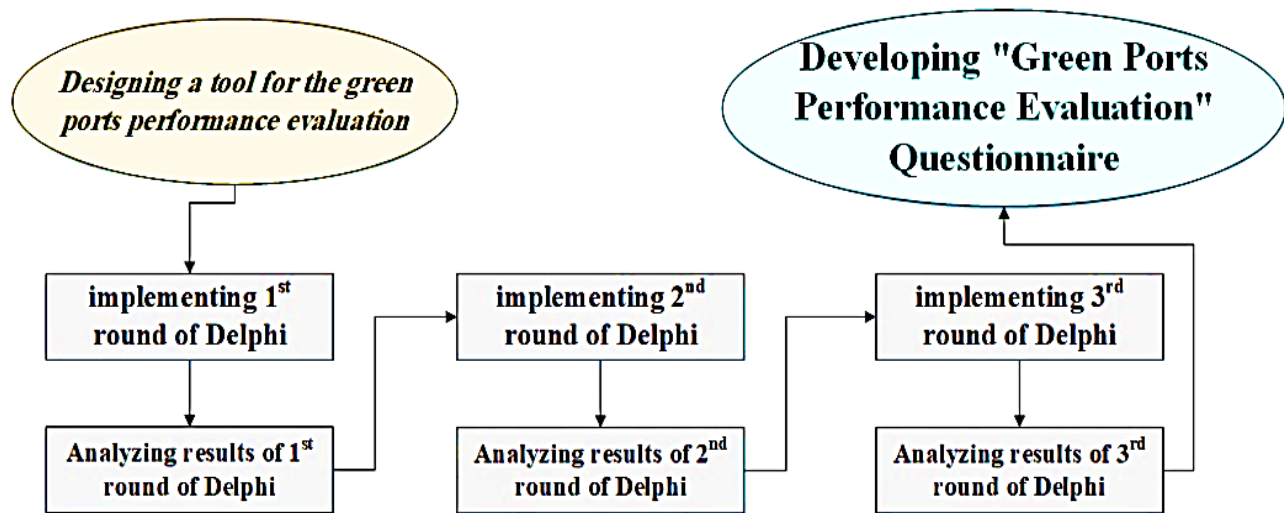 Designing a tool for the green
ports performance evaluation
Developing "Green Ports
Performance Evaluation"
Questionnaire
implementing 1st
round of Delphi
Analyzing results of 1st
round of Delphi
implementing 2nd
round of Delphi
Analyzing results of 2nd
round of Delphi
implementing 3rd
round of Delphi
Analyzing results of 3rd
round of Delphi